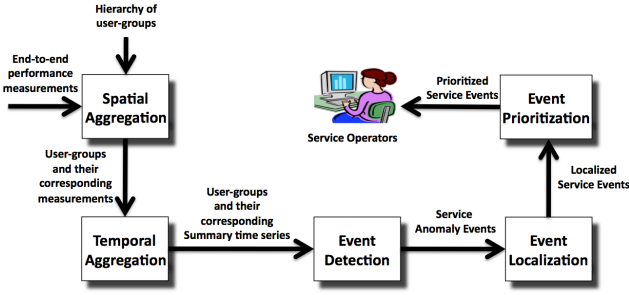 Hierarchy of
user-groups
End-to-end
performance
measurements
Spatial
Aggregation
User-groups
and their
corresponding
measurements
Temporal
Aggregation
User-groups
and their
corresponding
Summary time series
Event
Detection
Service
Anomaly Events
Event
Localization
Localized
Service Events
Event
Prioritization
Prioritized
Service Events
Service Operators